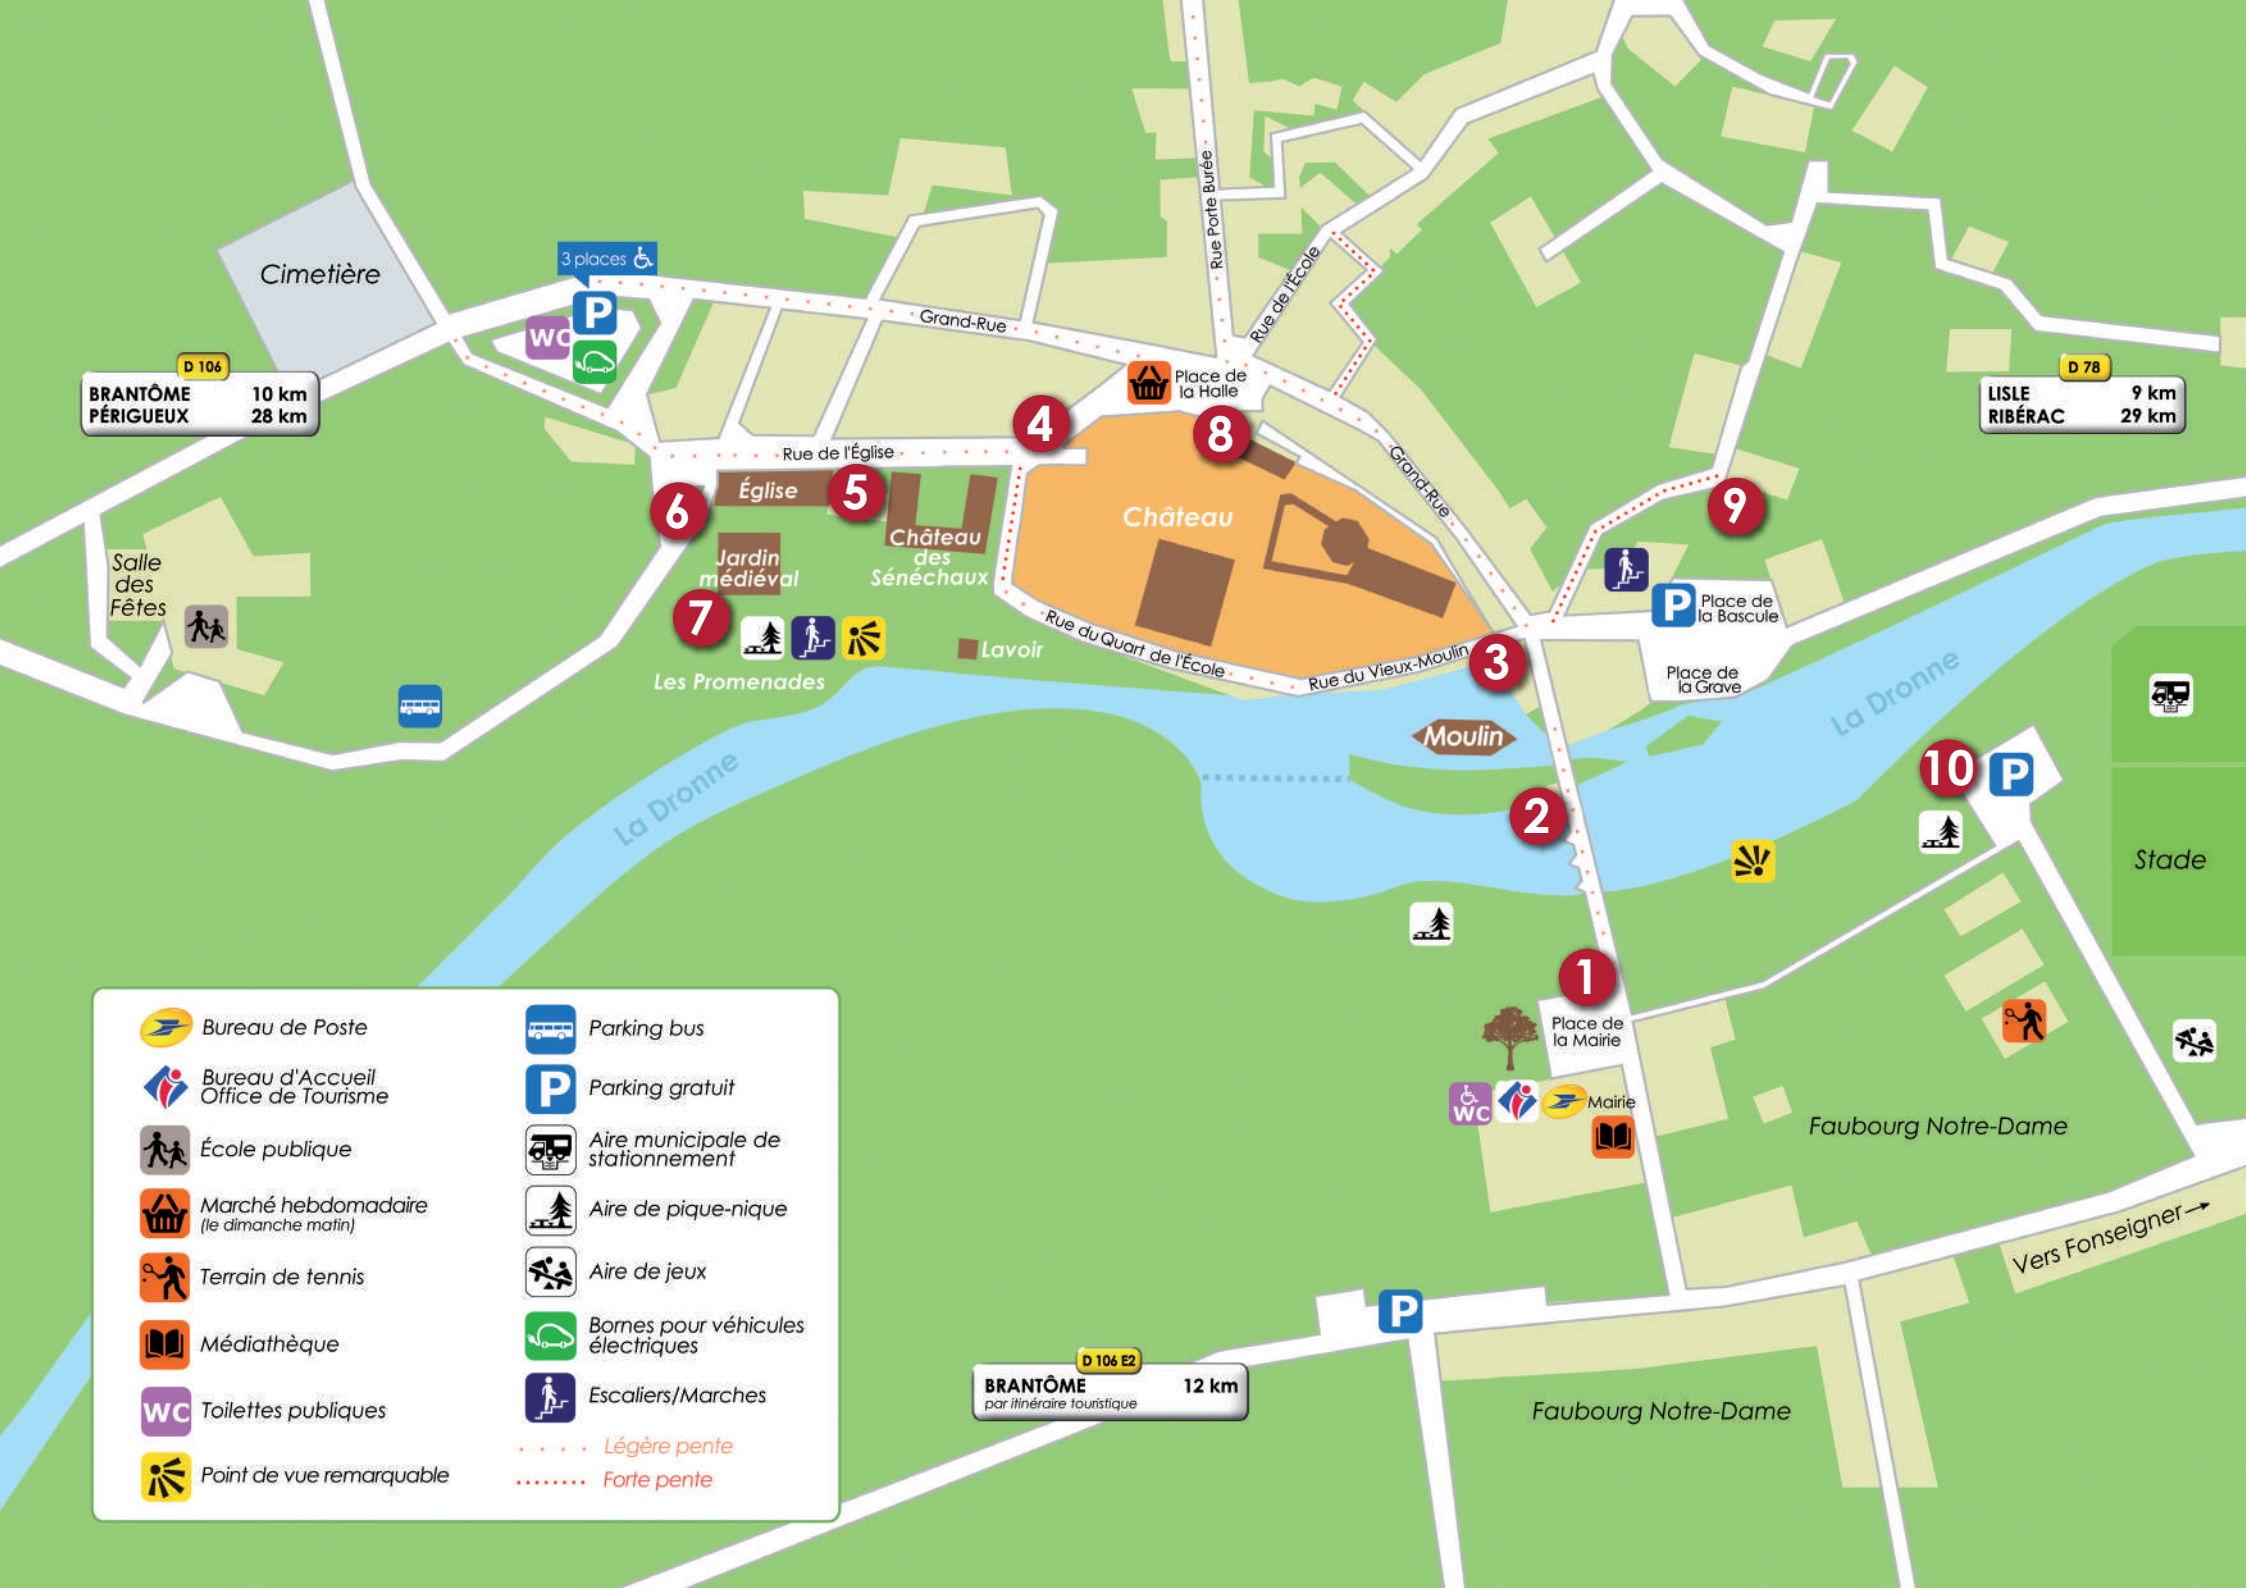 Cimetière
3 places
P
WC
D 106
BRANTÔME 10 km
PÉRIGUEUX 28 km
Grand-Rue
Rue Porte Burée
Rue de l'École
Place de
la Halle
4
8
Rue de l'Église
Église
5
6
Château
des
Sénéchaux
Château
Grand-Rue
9
D 78
LISLE 9 km
RIBÉRAC 29 km
Salle
des
Fêtes
Jardin
médiéval
7
Les Promenades
Lavoir
Rue du Quart de l'École
Rue du Vieux-Moulin
3
P
Place de
la Bascule
Place de
la Grave
La Dronne
Moulin
La Dronne
2
10
P
Stade
1
Place de
la Mairie
WC
Mairie
Faubourg Notre-Dame
Vers Fonseigner
P
D 106 E2
BRANTÔME 12 km
par itinéraire touristique
Faubourg Notre-Dame
Bureau de Poste
Bureau d'Accueil
Office de Tourisme
École publique
Marché hebdomadaire
(le dimanche matin)
Terrain de tennis
Médiathèque
WC
Toilettes publiques
Point de vue remarquable
Parking bus
P
Parking gratuit
Aire municipale de
stationnement
Aire de pique-nique
Aire de jeux
Bornes pour véhicules
électriques
Escaliers/Marches
Légère pente
Forte pente